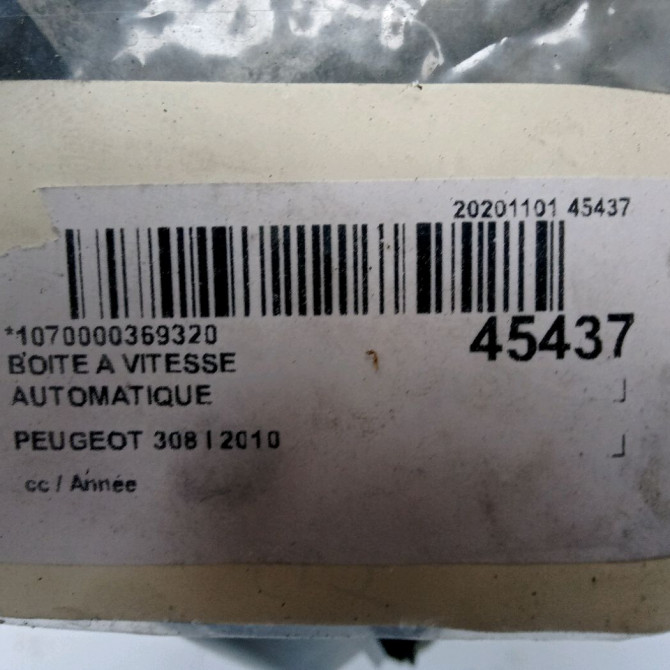 20201101 45437
*1070000369320
45437
BOITE A VITESSE
AUTOMATIQUE
PEUGEOT 308 I 2010
cc / Année